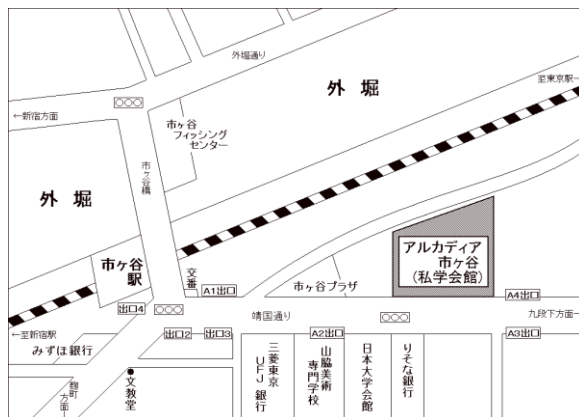 外堀通り
至東京駅→
外　堀
←新宿方面
市ヶ谷
フィッシング
センター
市ヶ谷橋
外　堀
アルカディア
市ヶ谷
(私学会館)
市ヶ谷
駅
交番
A1出口
市ヶ谷プラザ
A4出口
出口4
靖国通り
九段下方面→
←至新宿駅
出口2
出口3
A2出口
A3出口
みずほ銀行
三菱東京
UFJ銀行
山脇美術
専門学校
日本大学会館
りそな銀行
文教堂
麹町
方面